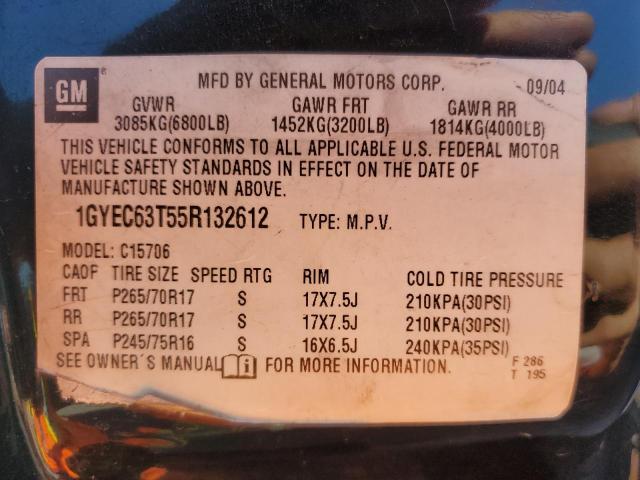 GM
MFD BY GENERAL MOTORS CORP. 09/04
GVWR GAWR FRT GAWR RR
3085KG(6800LB) 1452KG(3200LB) 1814KG(4000LB)
THIS VEHICLE CONFORMS TO ALL APPLICABLE U.S. FEDERAL MOTOR
VEHICLE SAFETY STANDARDS IN EFFECT ON THE DATE OF
MANUFACTURE SHOWN ABOVE.
1GYEC63T55R132612 TYPE: M.P.V.
MODEL: C15706
CAOF TIRE SIZE SPEED RTG RIM COLD TIRE PRESSURE
FRT P265/70R17 S 17X7.5J 210KPA(30PSI)
RR P265/70R17 S 17X7.5J 210KPA(30PSI)
SPA P245/75R16 S 16X6.5J 240KPA(35PSI)
SEE OWNER´S MANUAL i FOR MORE INFORMATION.
F 286
T 195